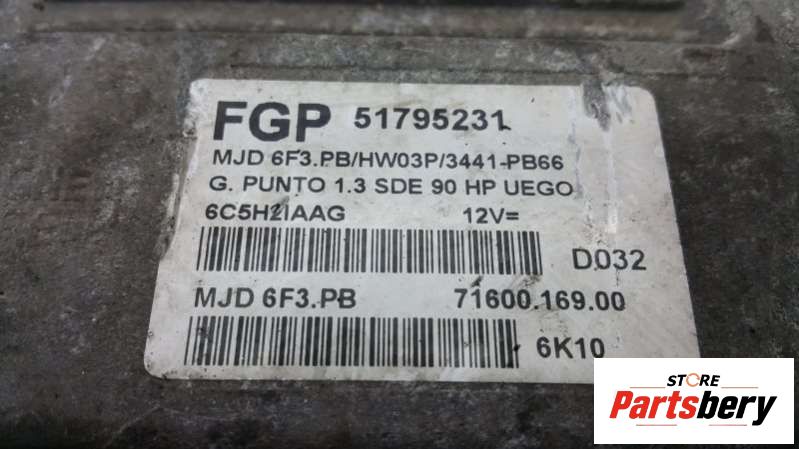 FGP 51795231
MJD 6F3.PB/HW03P/3441-PB66
G. PUNTO 1.3 SDE 90 HP UEGO
6C5H2IAAG 12V=
D032
MJD 6F3.PB 71600.169.00
6K10
STORE
Partsbery